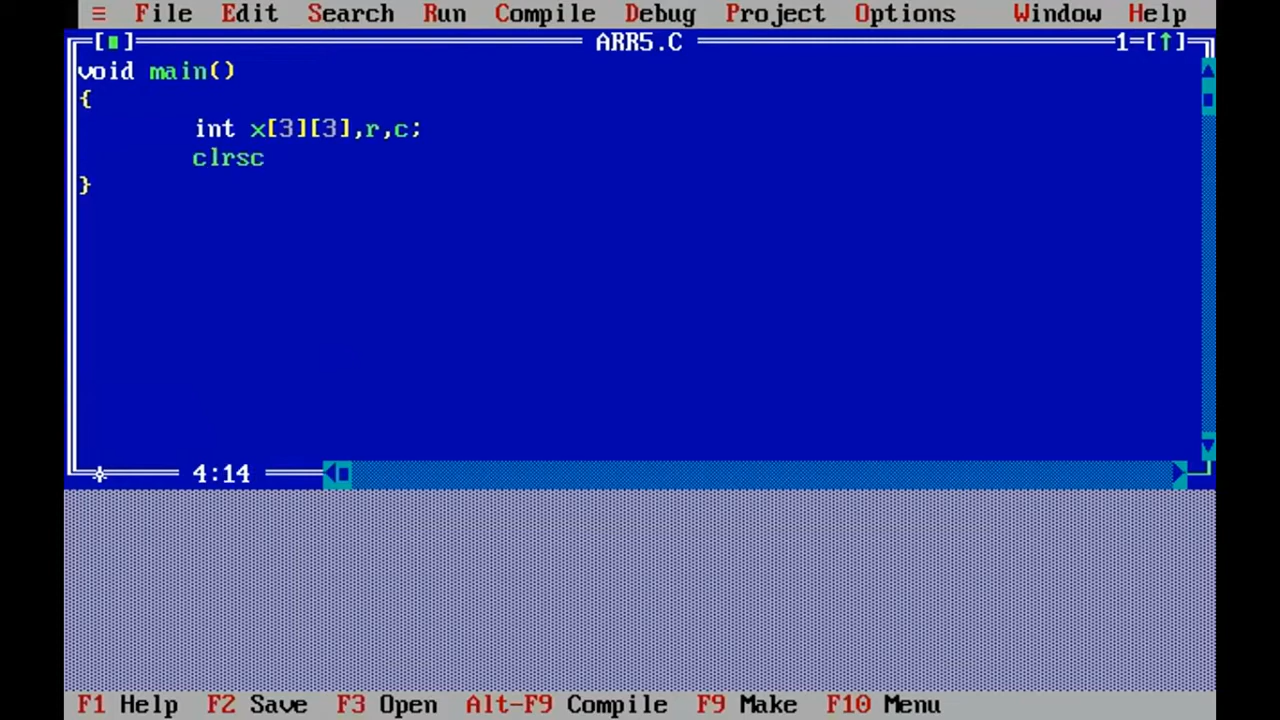 ≡ File Edit Search Run Compile Debug Project Options Window Help
[■] ARR5.C 1=[↑]
void main()
{
int x[3][3],r,c;
clrsc
}
4:14
F1 Help F2 Save F3 Open Alt-F9 Compile F9 Make F10 Menu